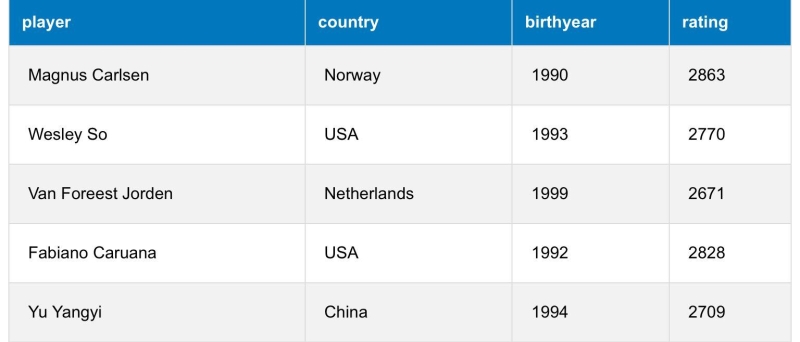 player country birthyear rating
Magnus Carlsen Norway 1990 2863
Wesley So USA 1993 2770
Van Foreest Jorden Netherlands 1999 2671
Fabiano Caruana USA 1992 2828
Yu Yangyi China 1994 2709